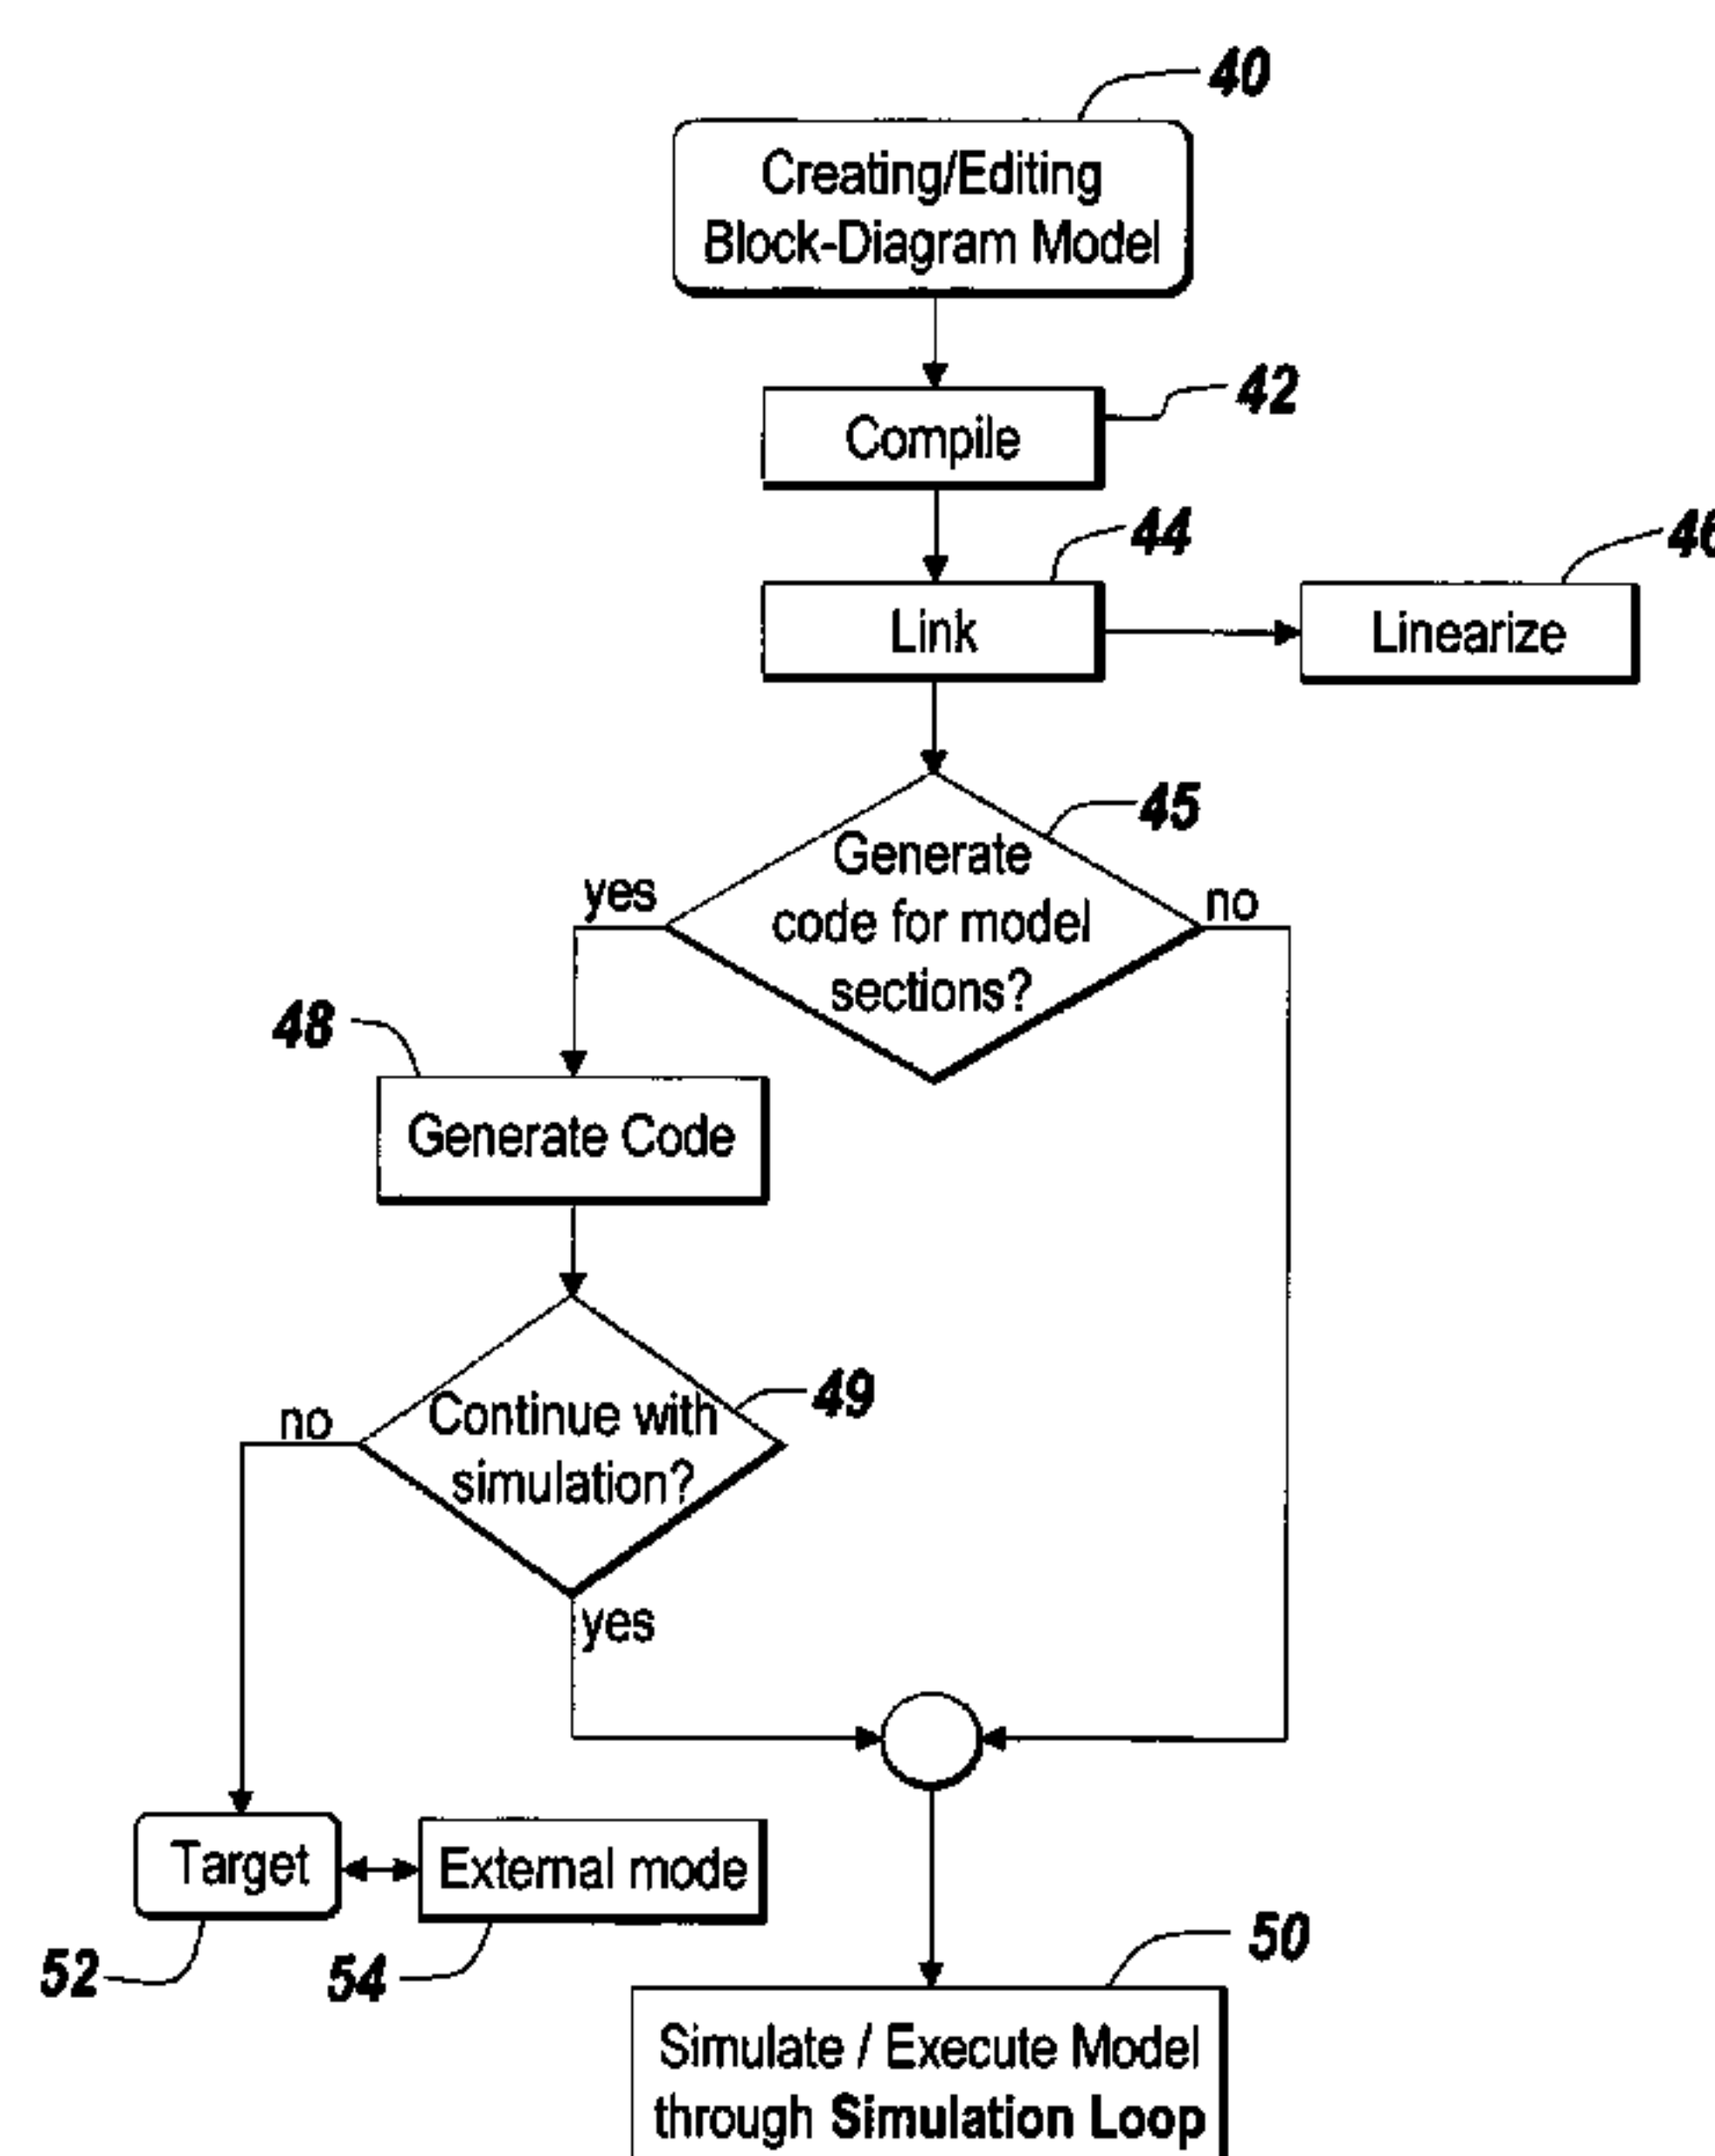 40
Creating/Editing
Block-Diagram Model
42
Compile
44
46
Link
Linearize
45
Generate
code for model
sections?
yes
no
48
Generate Code
49
Continue with
simulation?
no
yes
Target
External mode
52
54
50
Simulate / Execute Model
through Simulation Loop